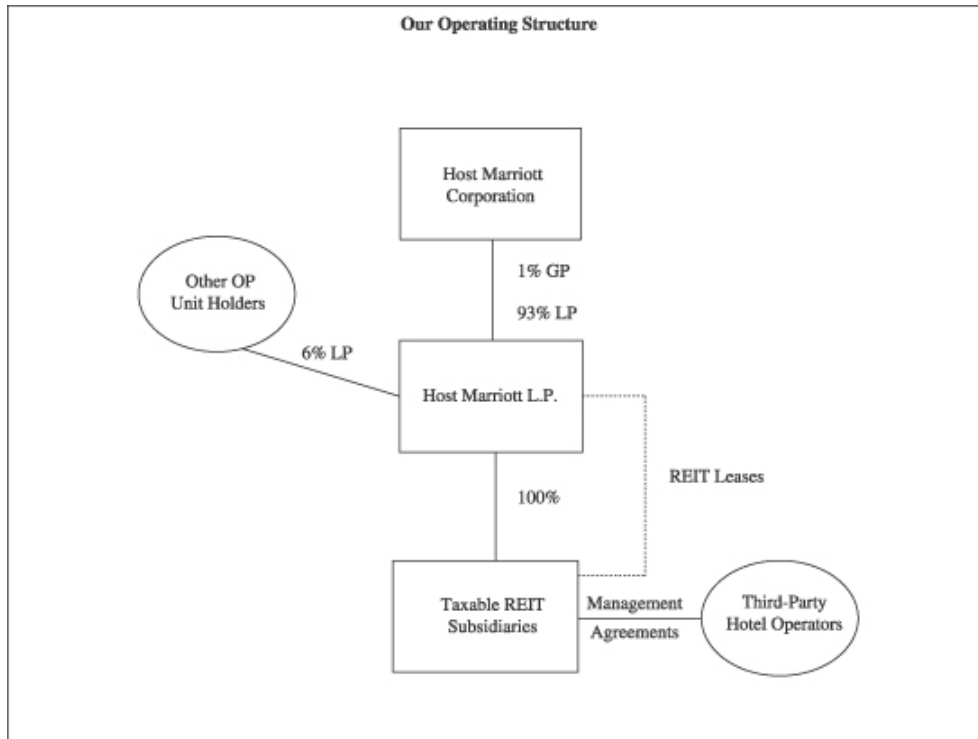 Our Operating Structure
Host Marriott
Corporation
1% GP
93% LP
Other OP
Unit Holders
6% LP
Host Marriott L.P.
REIT Leases
100%
Taxable REIT
Subsidiaries
Management
Agreements
Third-Party
Hotel Operators